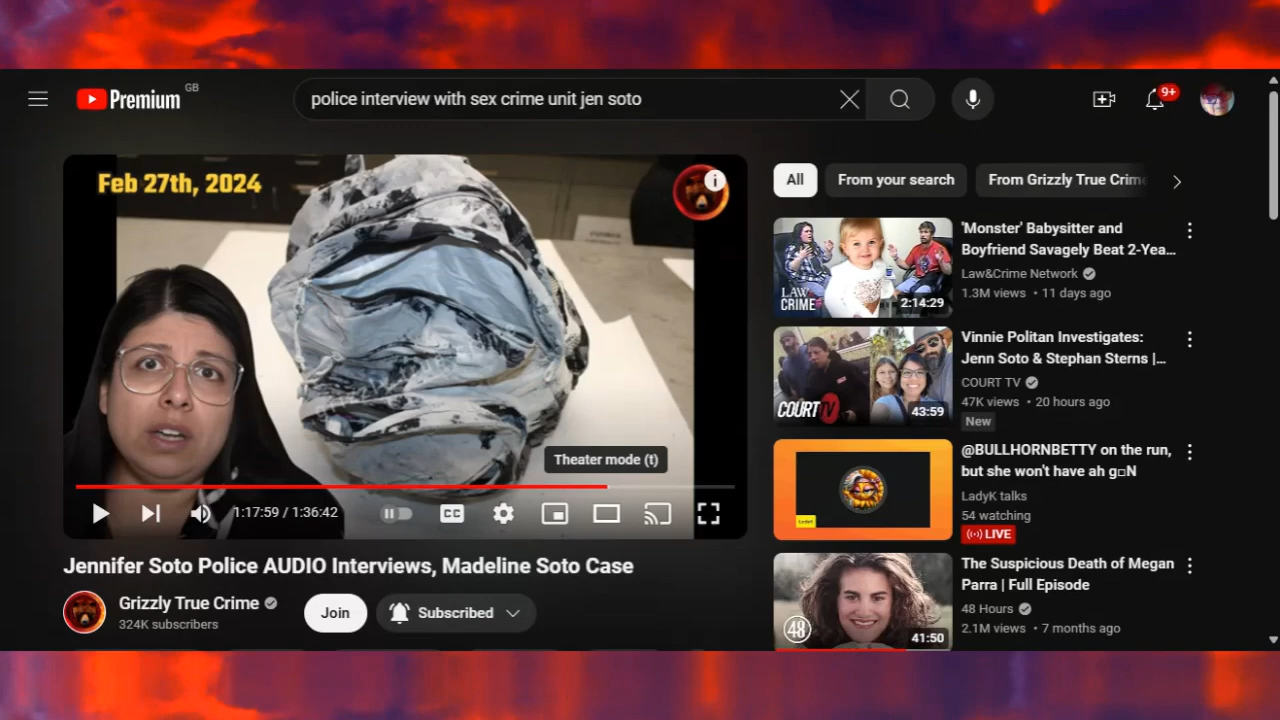 Premium GB
police interview with sex crime unit jen soto
9+
Feb 27th, 2024
i
Theater mode (t)
1:17:59 / 1:36:42
CC
Jennifer Soto Police AUDIO Interviews, Madeline Soto Case
Grizzly True Crime
324K subscribers
Join
Subscribed
All
From your search
From Grizzly True Crime
LAW
CRIME
2:14:29
'Monster' Babysitter and
Boyfriend Savagely Beat 2-Yea...
Law&Crime Network
1.3M views • 11 days ago
COURT TV
43:59
Vinnie Politan Investigates:
Jenn Soto & Stephan Sterns |...
COURT TV
47K views • 20 hours ago
New
@BULLHORNBETTY on the run,
but she won't have ah g□N
LadyK talks
54 watching
LIVE
48
41:50
The Suspicious Death of Megan
Parra | Full Episode
48 Hours
2.1M views • 7 months ago